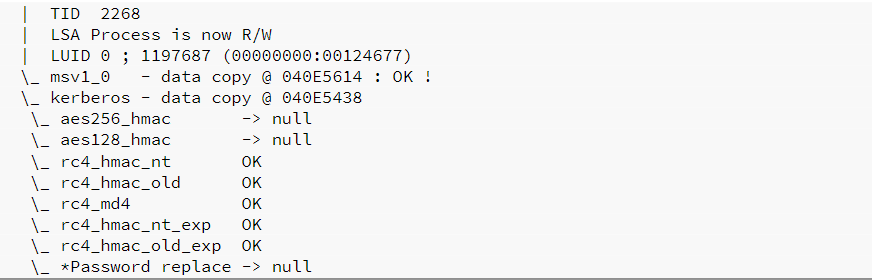 |  TID  2268
|  LSA Process is now R/W
|  LUID 0 ; 1197687 (00000000:00124677)
\_ msv1_0   - data copy @ 040E5614 : OK !
\_ kerberos - data copy @ 040E5438
 \_ aes256_hmac       -> null
 \_ aes128_hmac       -> null
 \_ rc4_hmac_nt       OK
 \_ rc4_hmac_old      OK
 \_ rc4_md4           OK
 \_ rc4_hmac_nt_exp   OK
 \_ rc4_hmac_old_exp  OK
 \_ *Password replace -> null